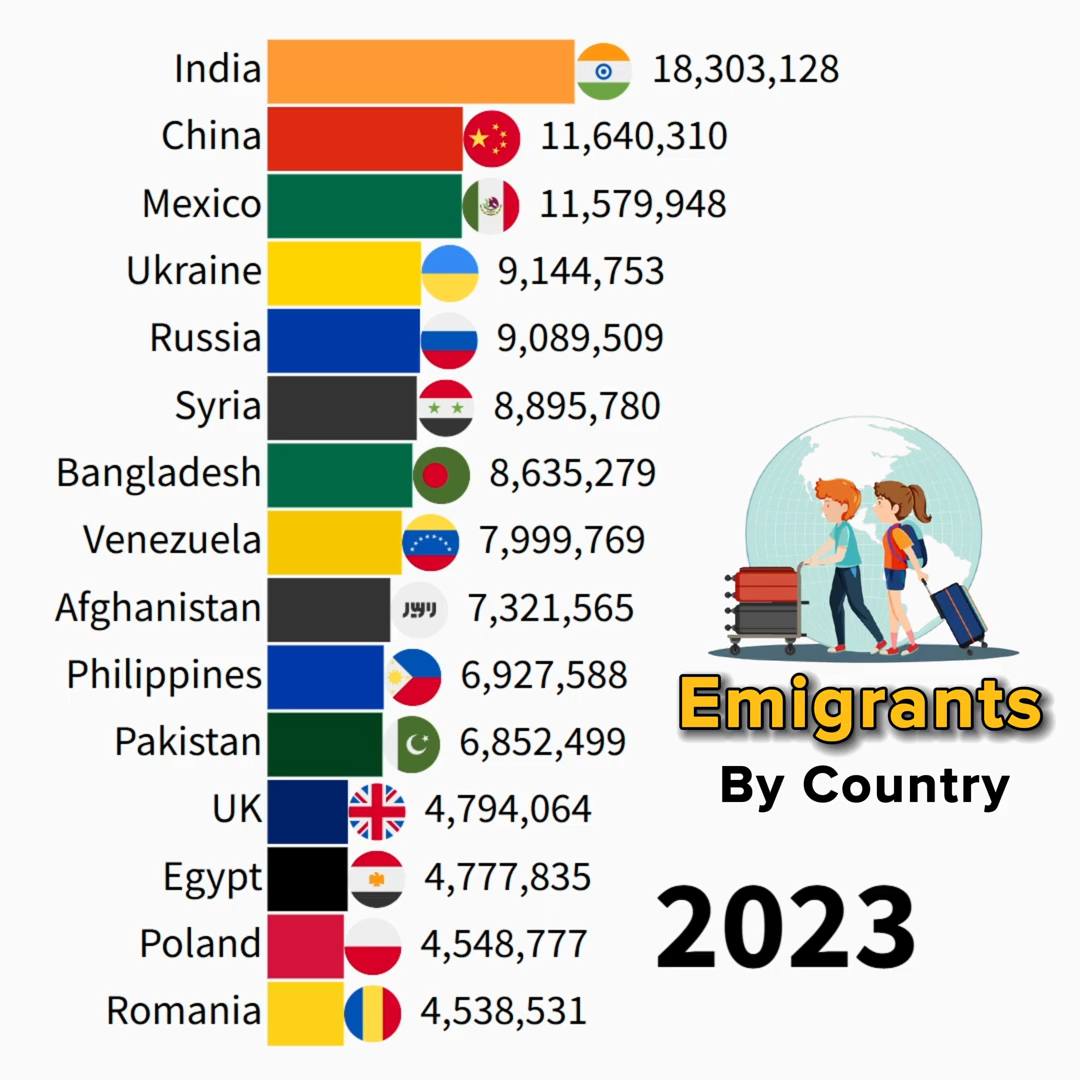 India 18,303,128
China 11,640,310
Mexico 11,579,948
Ukraine 9,144,753
Russia 9,089,509
Syria 8,895,780
Bangladesh 8,635,279
Venezuela 7,999,769
Afghanistan 7,321,565
Philippines 6,927,588
Pakistan 6,852,499
UK 4,794,064
Egypt 4,777,835
Poland 4,548,777
Romania 4,538,531
Emigrants
By Country
2023